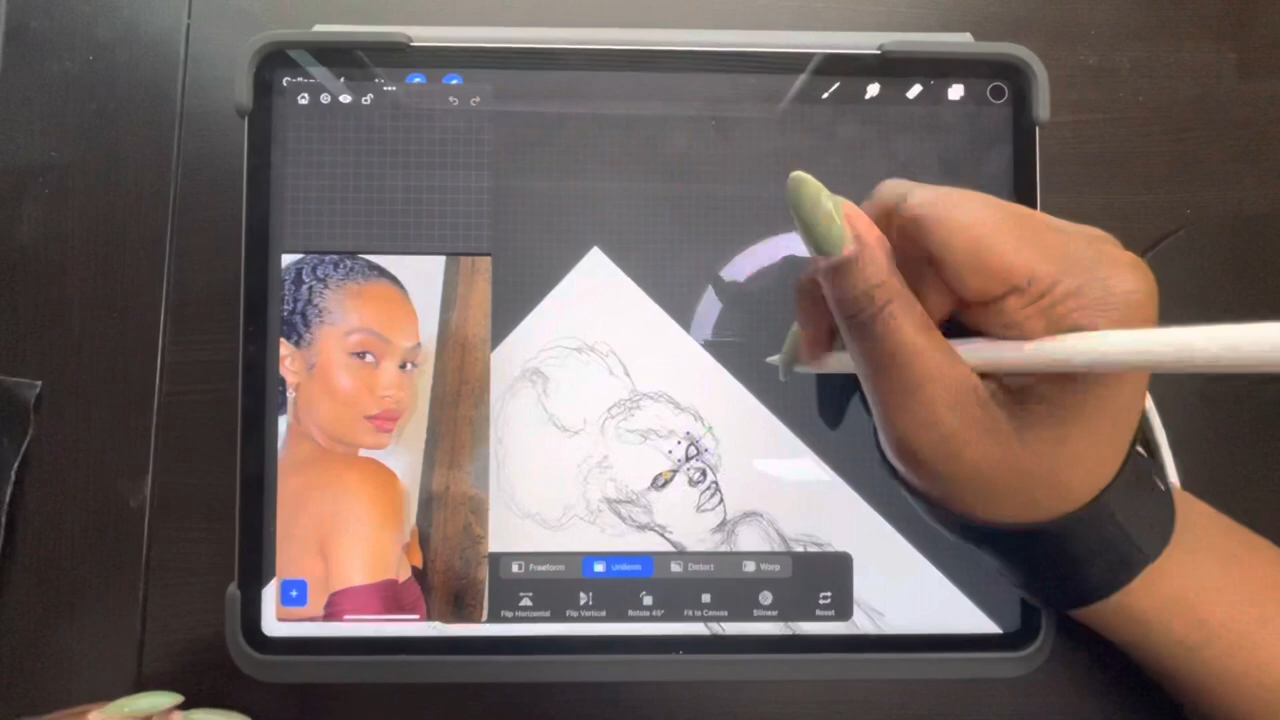 Freeform Uniform Distort Warp
Flip Horizontal Flip Vertical Rotate 45° Fit to Canvas Bilinear Reset